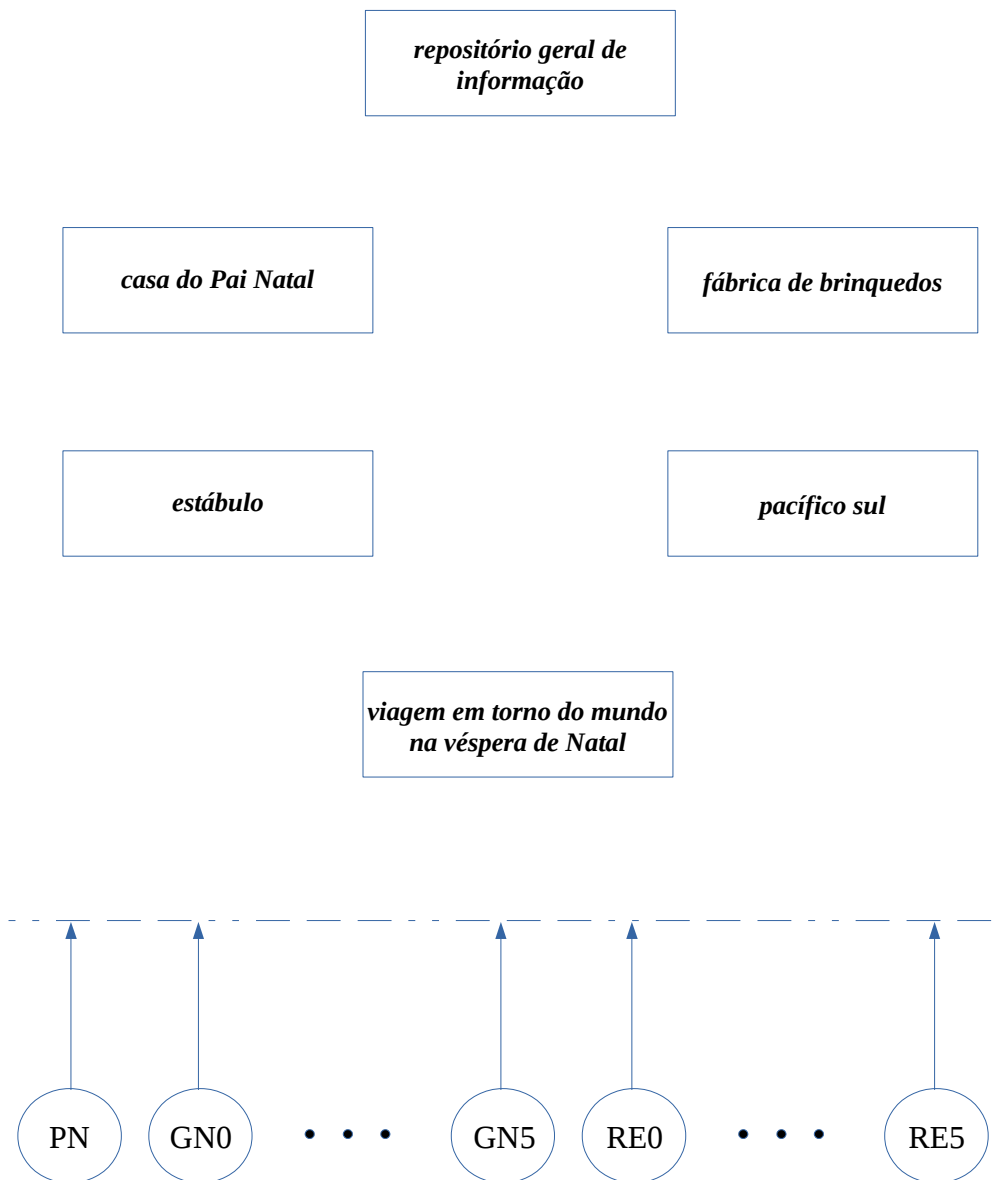 repositório geral de
informação
casa do Pai Natal
fábrica de brinquedos
estábulo
pacífico sul
viagem em torno do mundo
na véspera de Natal
PN
GN0
GN5
RE0
RE5